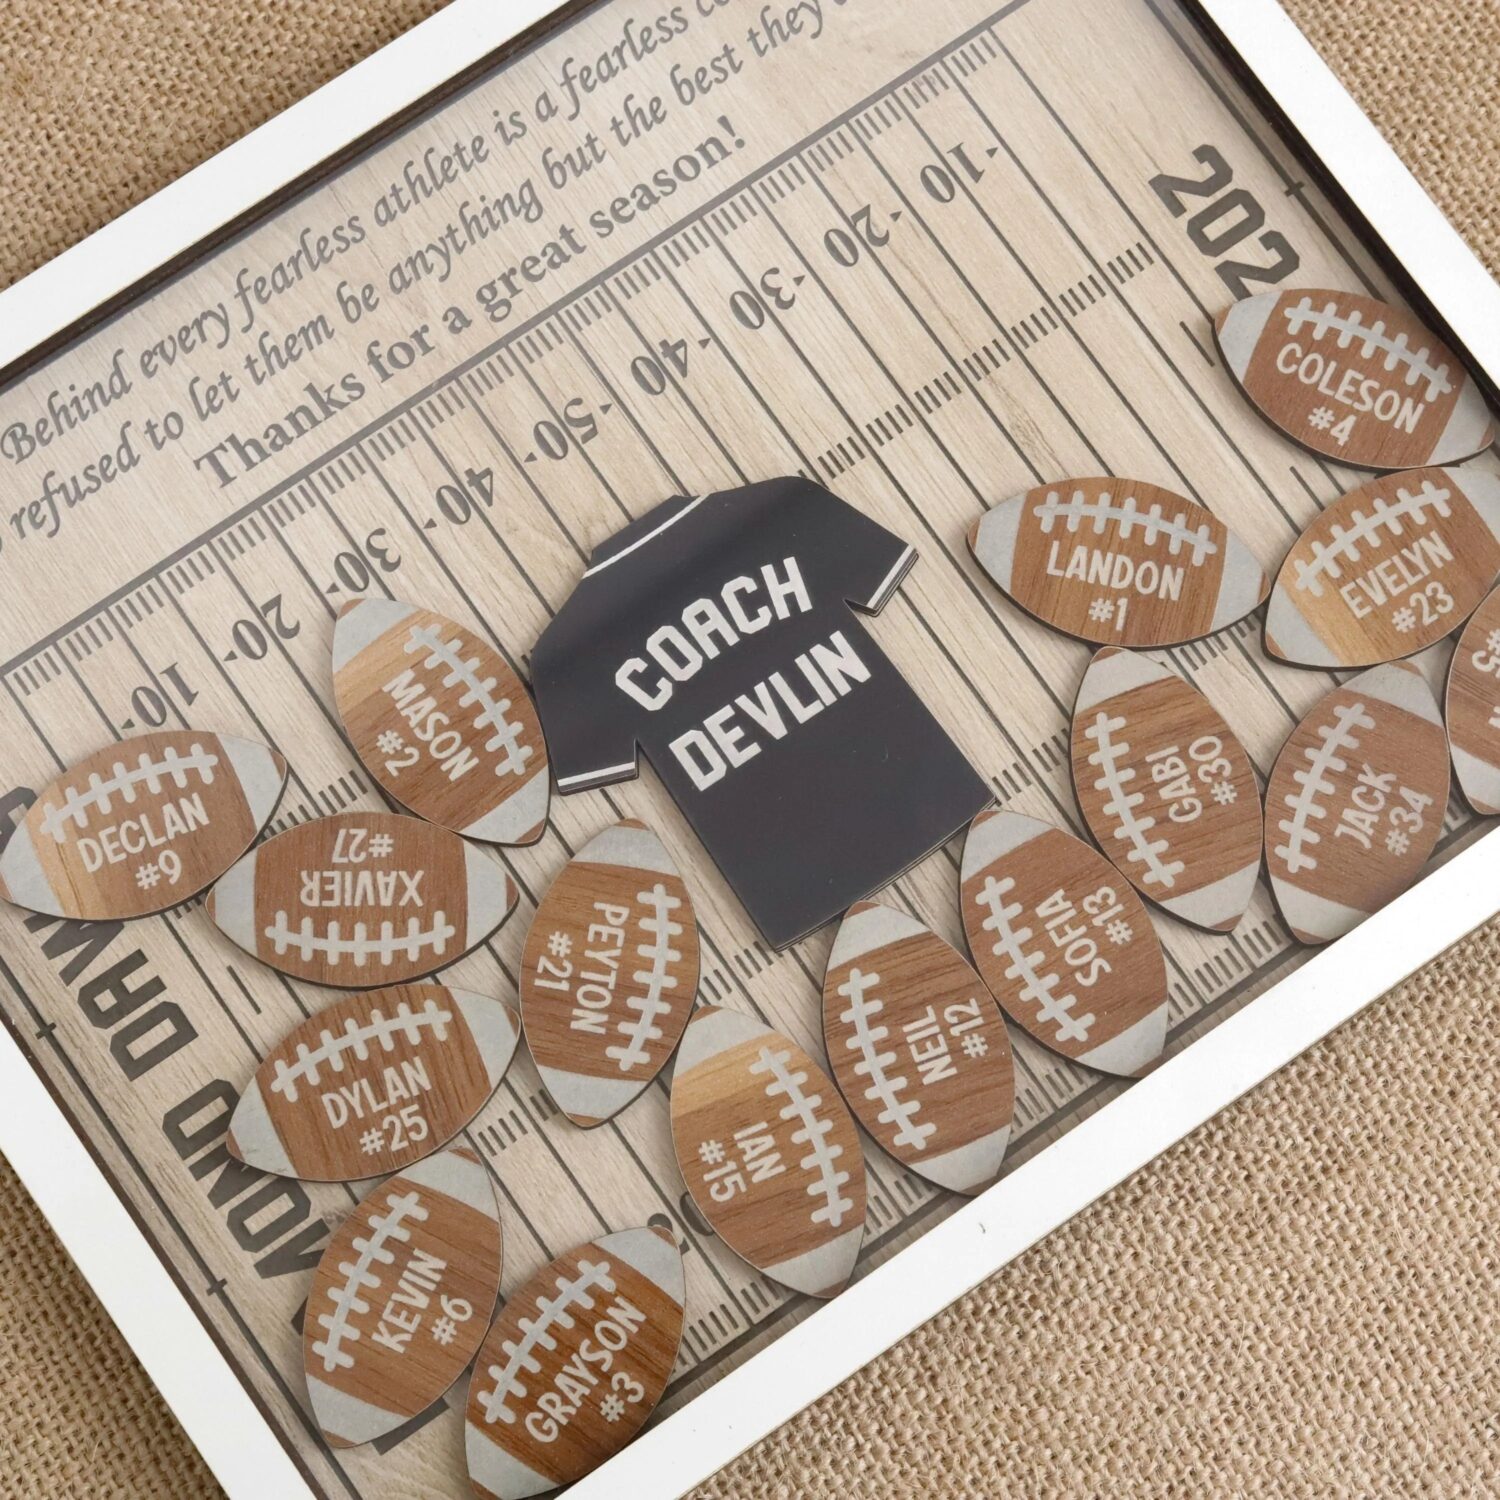 Behind every fearless athlete is a fearless
refused to let them be anything but the best they
Thanks for a great season!
10 20 30 40 50 40 30 20 10
202
COACH
DEVLIN
COLESON
#4
LANDON
#1
EVELYN
#23
MASON
#2
DECLAN
#9
XAVIER
#27
GABI
#30
JACK
#34
PEYTON
#21
SOFIA
#13
NEIL
#12
DYLAN
#25
IAN
#15
KEVIN
#6
GRAYSON
#3